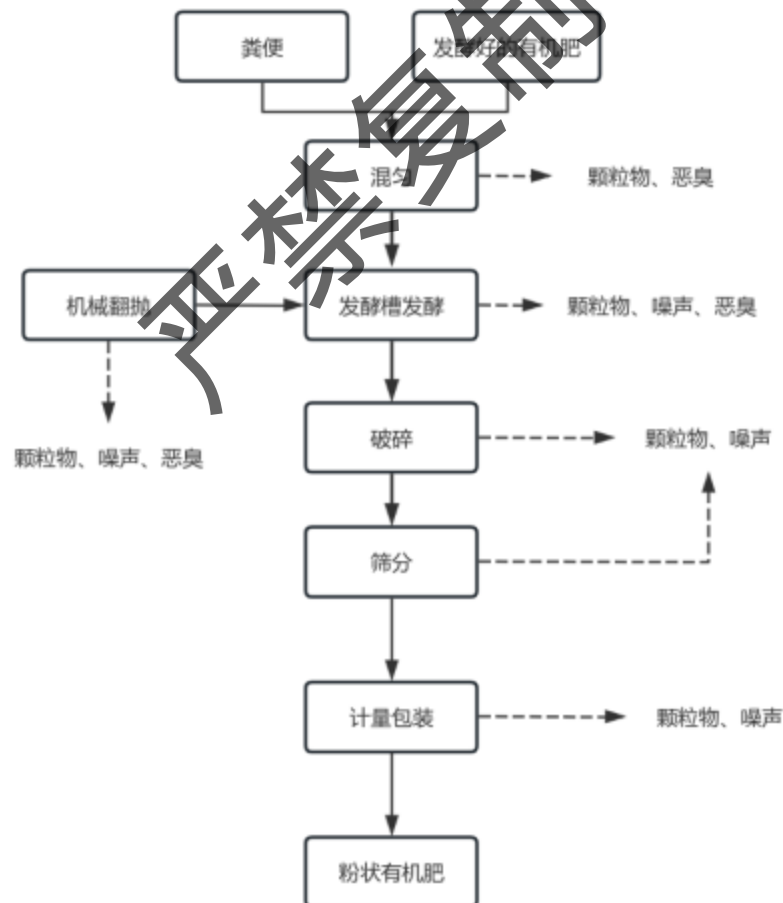 粪便
发酵好的有机肥
混匀
颗粒物、恶臭
机械翻抛
发酵槽发酵
颗粒物、噪声、恶臭
破碎
颗粒物、噪声
颗粒物、噪声、恶臭
筛分
计量包装
颗粒物、噪声
粉状有机肥
严禁复制